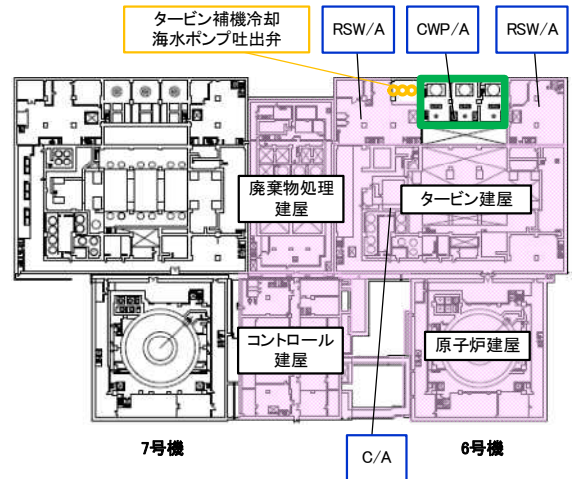 タービン補機冷却
海水ポンプ吐出弁
RSW/A
CWP/A
RSW/A
廃棄物処理
建屋
タービン建屋
コントロール
建屋
原子炉建屋
7号機
6号機
C/A